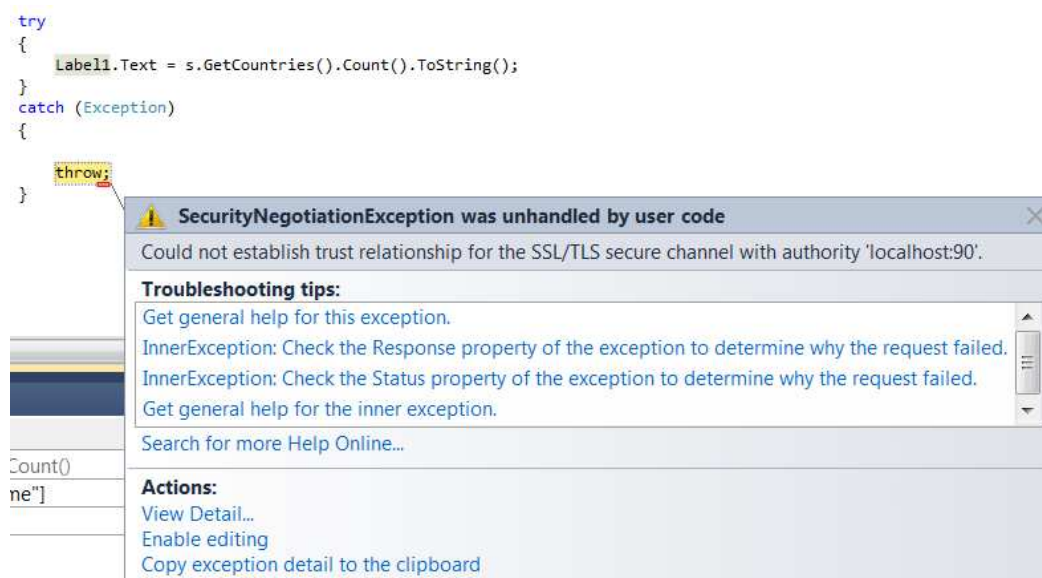 try
{
Label1.Text = s.GetCountries().Count().ToString();
}
catch (Exception)
{
throw;
}
SecurityNegotiationException was unhandled by user code
Could not establish trust relationship for the SSL/TLS secure channel with authority 'localhost:90'.
Troubleshooting tips:
Get general help for this exception.
InnerException: Check the Response property of the exception to determine why the request failed.
InnerException: Check the Status property of the exception to determine why the request failed.
Get general help for the inner exception.
Search for more Help Online...
Count()
me"]
Actions:
View Detail...
Enable editing
Copy exception detail to the clipboard